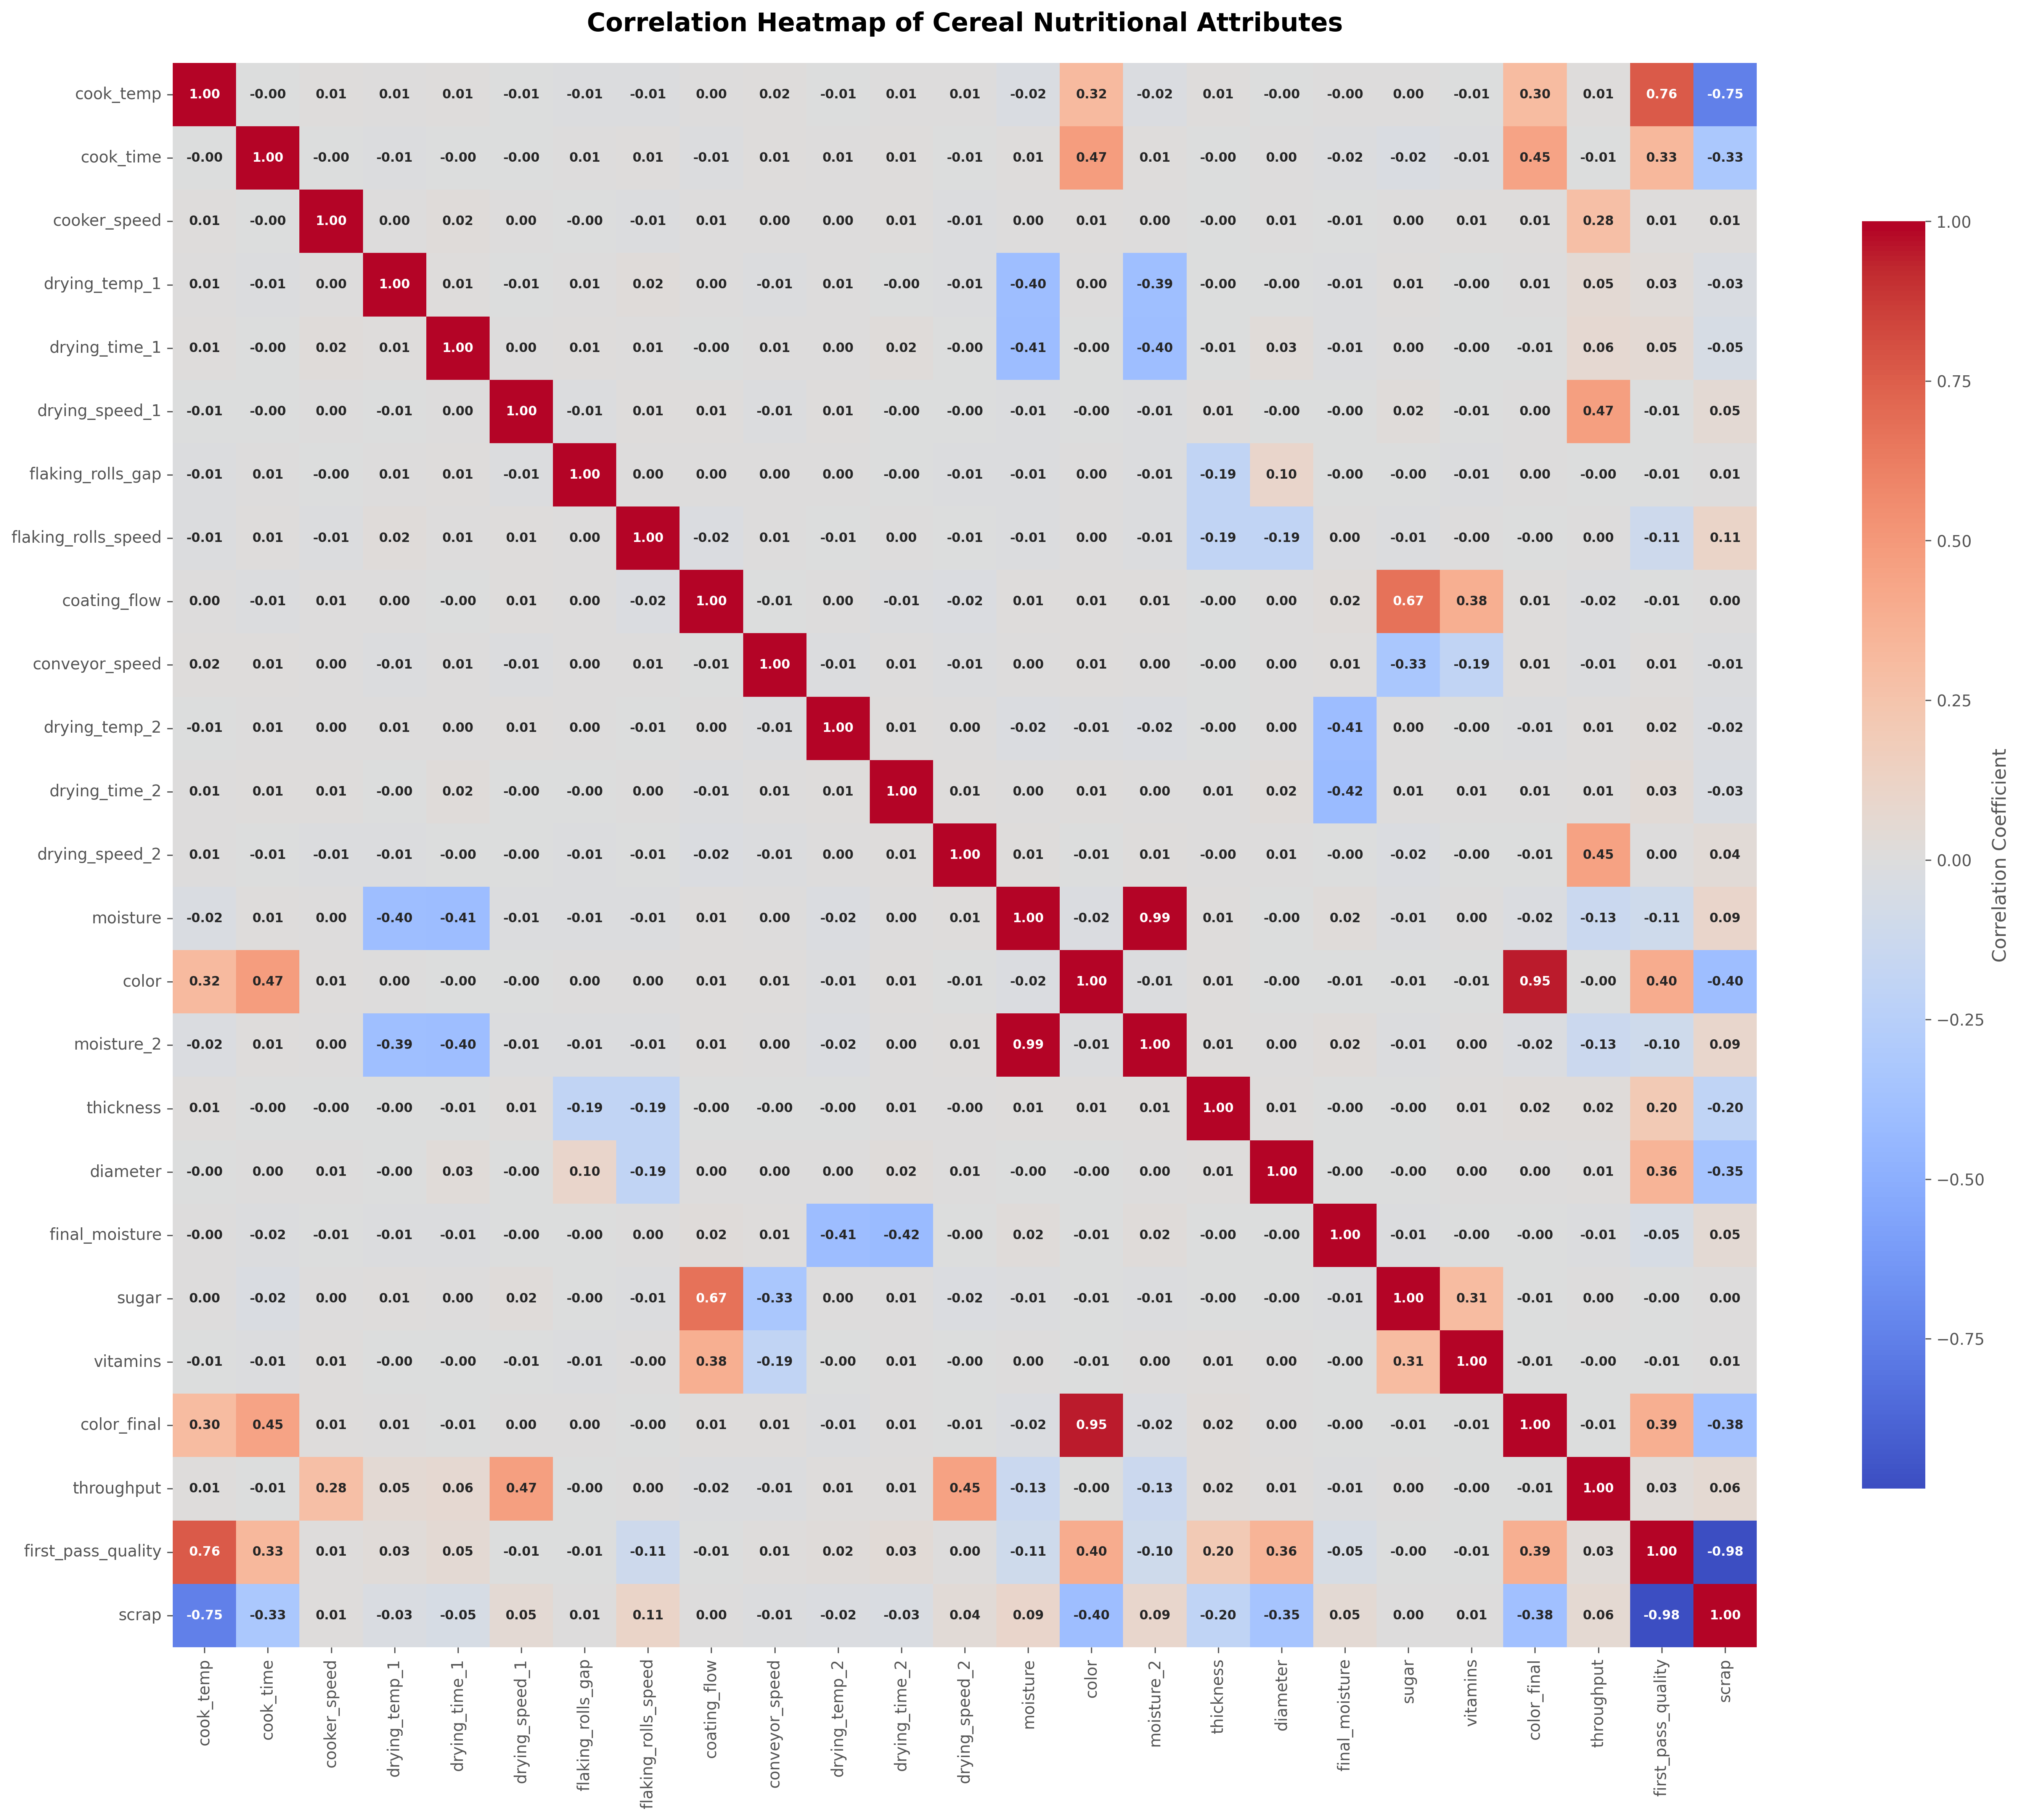 Correlation Heatmap of Cereal Nutritional Attributes
cook_temp 1.00 -0.00 0.01 0.01 0.01 -0.01 -0.01 -0.01 0.00 0.02 -0.01 0.01 0.01 -0.02 0.32 -0.02 0.01 -0.00 -0.00 0.00 -0.01 0.30 0.01 0.76 -0.75
cook_time -0.00 1.00 -0.00 -0.01 -0.00 -0.00 0.01 0.01 -0.01 0.01 0.01 0.01 -0.01 0.01 0.47 0.01 -0.00 0.00 -0.02 -0.02 -0.01 0.45 -0.01 0.33 -0.33
cooker_speed 0.01 -0.00 1.00 0.00 0.02 0.00 -0.00 -0.01 0.01 0.00 0.00 0.01 -0.01 0.00 0.01 0.00 -0.00 0.01 -0.01 0.00 0.01 0.01 0.28 0.01 0.01
drying_temp_1 0.01 -0.01 0.00 1.00 0.01 -0.01 0.01 0.02 0.00 -0.01 0.01 -0.00 -0.01 -0.40 0.00 -0.39 -0.00 -0.00 -0.01 0.01 -0.00 0.01 0.05 0.03 -0.03
drying_time_1 0.01 -0.00 0.02 0.01 1.00 0.00 0.01 0.01 -0.00 0.01 0.00 0.02 -0.00 -0.41 -0.00 -0.40 -0.01 0.03 -0.01 0.00 -0.00 -0.01 0.06 0.05 -0.05
drying_speed_1 -0.01 -0.00 0.00 -0.01 0.00 1.00 -0.01 0.01 0.01 -0.01 0.01 -0.00 -0.00 -0.01 -0.00 -0.01 0.01 -0.00 -0.00 0.02 -0.01 0.00 0.47 -0.01 0.05
flaking_rolls_gap -0.01 0.01 -0.00 0.01 0.01 -0.01 1.00 0.00 0.00 0.00 0.00 -0.00 -0.01 -0.01 0.00 -0.01 -0.19 0.10 -0.00 -0.00 -0.01 0.00 -0.00 -0.01 0.01
flaking_rolls_speed -0.01 0.01 -0.01 0.02 0.01 0.01 0.00 1.00 -0.02 0.01 -0.01 0.00 -0.01 -0.01 0.00 -0.01 -0.19 -0.19 0.00 -0.01 -0.00 -0.00 0.00 -0.11 0.11
coating_flow 0.00 -0.01 0.01 0.00 -0.00 0.01 0.00 -0.02 1.00 -0.01 0.00 -0.01 -0.02 0.01 0.01 0.01 -0.00 0.00 0.02 0.67 0.38 0.01 -0.02 -0.01 0.00
conveyor_speed 0.02 0.01 0.00 -0.01 0.01 -0.01 0.00 0.01 -0.01 1.00 -0.01 0.01 -0.01 0.00 0.01 0.00 -0.00 0.00 0.01 -0.33 -0.19 0.01 -0.01 0.01 -0.01
drying_temp_2 -0.01 0.01 0.00 0.01 0.00 0.01 0.00 -0.01 0.00 -0.01 1.00 0.01 0.00 -0.02 -0.01 -0.02 -0.00 0.00 -0.41 0.00 -0.00 -0.01 0.01 0.02 -0.02
drying_time_2 0.01 0.01 0.01 -0.00 0.02 -0.00 -0.00 0.00 -0.01 0.01 0.01 1.00 0.01 0.00 0.01 0.00 0.01 0.02 -0.42 0.01 0.01 0.01 0.01 0.03 -0.03
drying_speed_2 0.01 -0.01 -0.01 -0.01 -0.00 -0.00 -0.01 -0.01 -0.02 -0.01 0.00 0.01 1.00 0.01 -0.01 0.01 -0.00 0.01 -0.00 -0.02 -0.00 -0.01 0.45 0.00 0.04
moisture -0.02 0.01 0.00 -0.40 -0.41 -0.01 -0.01 -0.01 0.01 0.00 -0.02 0.00 0.01 1.00 -0.02 0.99 0.01 -0.00 0.02 -0.01 0.00 -0.02 -0.13 -0.11 0.09
color 0.32 0.47 0.01 0.00 -0.00 -0.00 0.00 0.00 0.01 0.01 -0.01 0.01 -0.01 -0.02 1.00 -0.01 0.01 -0.00 -0.01 -0.01 -0.01 0.95 -0.00 0.40 -0.40
moisture_2 -0.02 0.01 0.00 -0.39 -0.40 -0.01 -0.01 -0.01 0.01 0.00 -0.02 0.00 0.01 0.99 -0.01 1.00 0.01 0.00 0.02 -0.01 0.00 -0.02 -0.13 -0.10 0.09
thickness 0.01 -0.00 -0.00 -0.00 -0.01 0.01 -0.19 -0.19 -0.00 -0.00 -0.00 0.01 -0.00 0.01 0.01 0.01 1.00 0.01 -0.00 -0.00 0.01 0.02 0.02 0.20 -0.20
diameter -0.00 0.00 0.01 -0.00 0.03 -0.00 0.10 -0.19 0.00 0.00 0.00 0.02 0.01 -0.00 -0.00 0.00 0.01 1.00 -0.00 -0.00 0.00 0.00 0.01 0.36 -0.35
final_moisture -0.00 -0.02 -0.01 -0.01 -0.01 -0.00 -0.00 0.00 0.02 0.01 -0.41 -0.42 -0.00 0.02 -0.01 0.02 -0.00 -0.00 1.00 -0.01 -0.00 -0.00 -0.01 -0.05 0.05
sugar 0.00 -0.02 0.00 0.01 0.00 0.02 -0.00 -0.01 0.67 -0.33 0.00 0.01 -0.02 -0.01 -0.01 -0.01 -0.00 -0.00 -0.01 1.00 0.31 -0.01 0.00 -0.00 0.00
vitamins -0.01 -0.01 0.01 -0.00 -0.00 -0.01 -0.01 -0.00 0.38 -0.19 -0.00 0.01 -0.00 0.00 -0.01 0.00 0.01 0.00 -0.00 0.31 1.00 -0.01 -0.00 -0.01 0.01
color_final 0.30 0.45 0.01 0.01 -0.01 0.00 0.00 -0.00 0.01 0.01 -0.01 0.01 -0.01 -0.02 0.95 -0.02 0.02 0.00 -0.00 -0.01 -0.01 1.00 -0.01 0.39 -0.38
throughput 0.01 -0.01 0.28 0.05 0.06 0.47 -0.00 0.00 -0.02 -0.01 0.01 0.01 0.45 -0.13 -0.00 -0.13 0.02 0.01 -0.01 0.00 -0.00 -0.01 1.00 0.03 0.06
first_pass_quality 0.76 0.33 0.01 0.03 0.05 -0.01 -0.01 -0.11 -0.01 0.01 0.02 0.03 0.00 -0.11 0.40 -0.10 0.20 0.36 -0.05 -0.00 -0.01 0.39 0.03 1.00 -0.98
scrap -0.75 -0.33 0.01 -0.03 -0.05 0.05 0.01 0.11 0.00 -0.01 -0.02 -0.03 0.04 0.09 -0.40 0.09 -0.20 -0.35 0.05 0.00 0.01 -0.38 0.06 -0.98 1.00
cook_temp
cook_time
cooker_speed
drying_temp_1
drying_time_1
drying_speed_1
flaking_rolls_gap
flaking_rolls_speed
coating_flow
conveyor_speed
drying_temp_2
drying_time_2
drying_speed_2
moisture
color
moisture_2
thickness
diameter
final_moisture
sugar
vitamins
color_final
throughput
first_pass_quality
scrap
1.00
0.75
0.50
0.25
0.00
−0.25
−0.50
−0.75
Correlation Coefficient